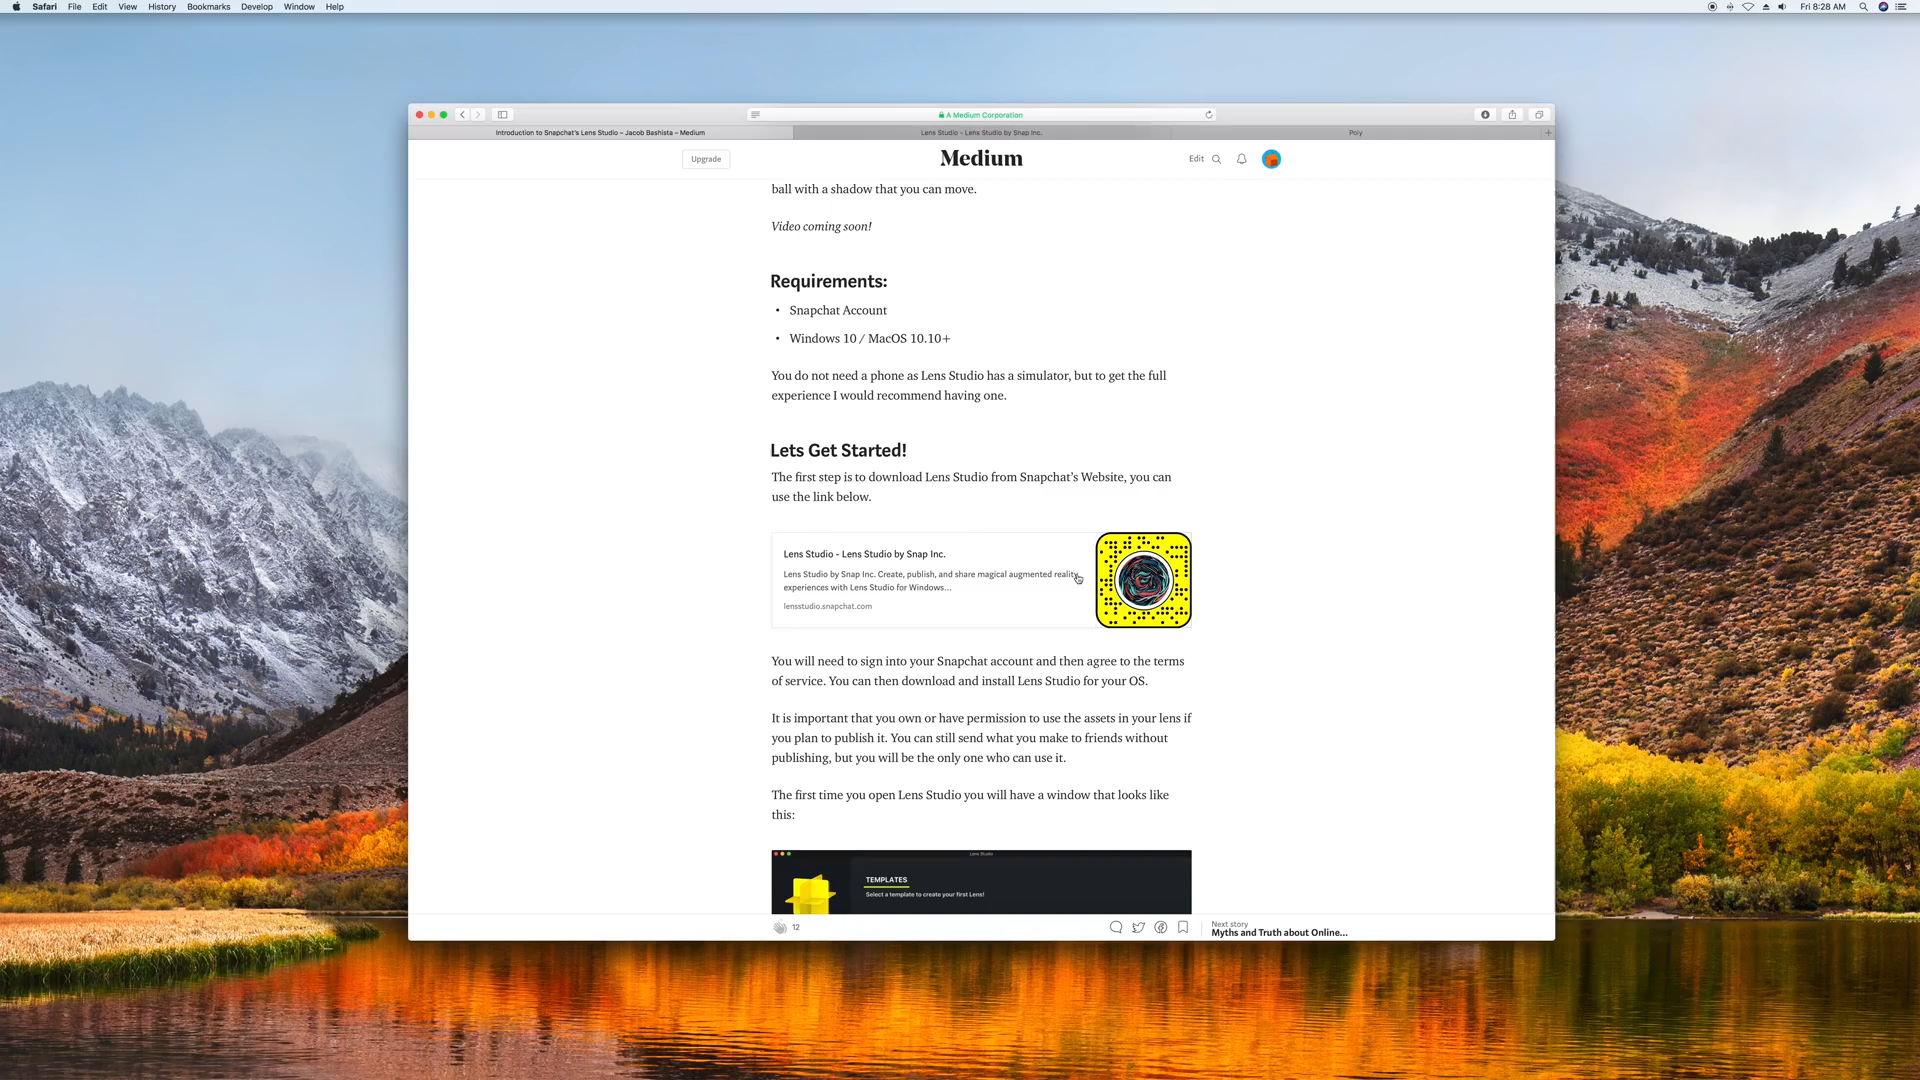 Safari File Edit View History Bookmarks Develop Window Help
Fri 8:28 AM
A Medium Corporation
Introduction to Snapchat's Lens Studio – Jacob Bashista – Medium
Lens Studio - Lens Studio by Snap Inc.
Poly
Upgrade
Medium
Edit
ball with a shadow that you can move.
Video coming soon!
Requirements:
• Snapchat Account
• Windows 10 / MacOS 10.10+
You do not need a phone as Lens Studio has a simulator, but to get the full
experience I would recommend having one.
Lets Get Started!
The first step is to download Lens Studio from Snapchat's Website, you can
use the link below.
Lens Studio - Lens Studio by Snap Inc.
Lens Studio by Snap Inc. Create, publish, and share magical augmented reality
experiences with Lens Studio for Windows...
lensstudio.snapchat.com
You will need to sign into your Snapchat account and then agree to the terms
of service. You can then download and install Lens Studio for your OS.
It is important that you own or have permission to use the assets in your lens if
you plan to publish it. You can still send what you make to friends without
publishing, but you will be the only one who can use it.
The first time you open Lens Studio you will have a window that looks like
this:
Lens Studio
TEMPLATES
Select a template to create your first Lens!
12
Next story
Myths and Truth about Online...